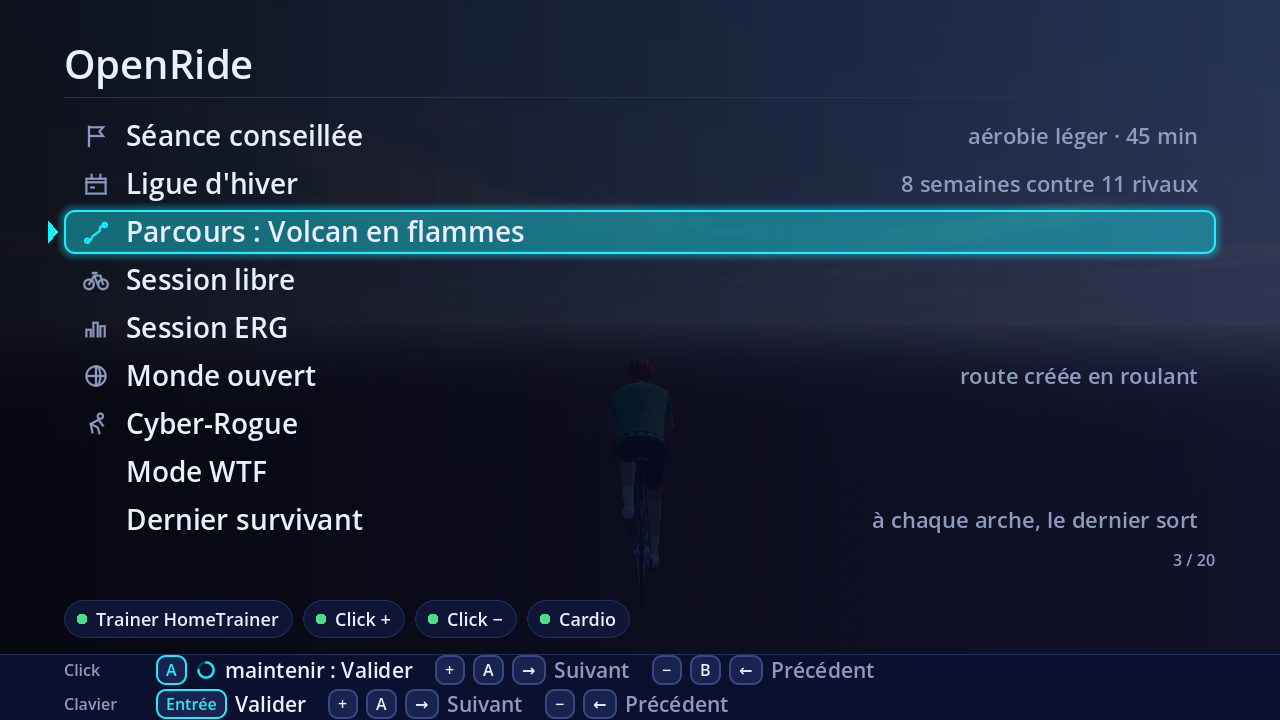 OpenRide
Séance conseillée aérobie léger · 45 min
Ligue d'hiver 8 semaines contre 11 rivaux
Parcours : Volcan en flammes
Session libre
Session ERG
Monde ouvert route créée en roulant
Cyber-Rogue
Mode WTF
Dernier survivant à chaque arche, le dernier sort
3 / 20
Trainer HomeTrainer Click + Click − Cardio
Click A maintenir : Valider + A → Suivant − B ← Précédent
Clavier Entrée Valider + A → Suivant − ← Précédent